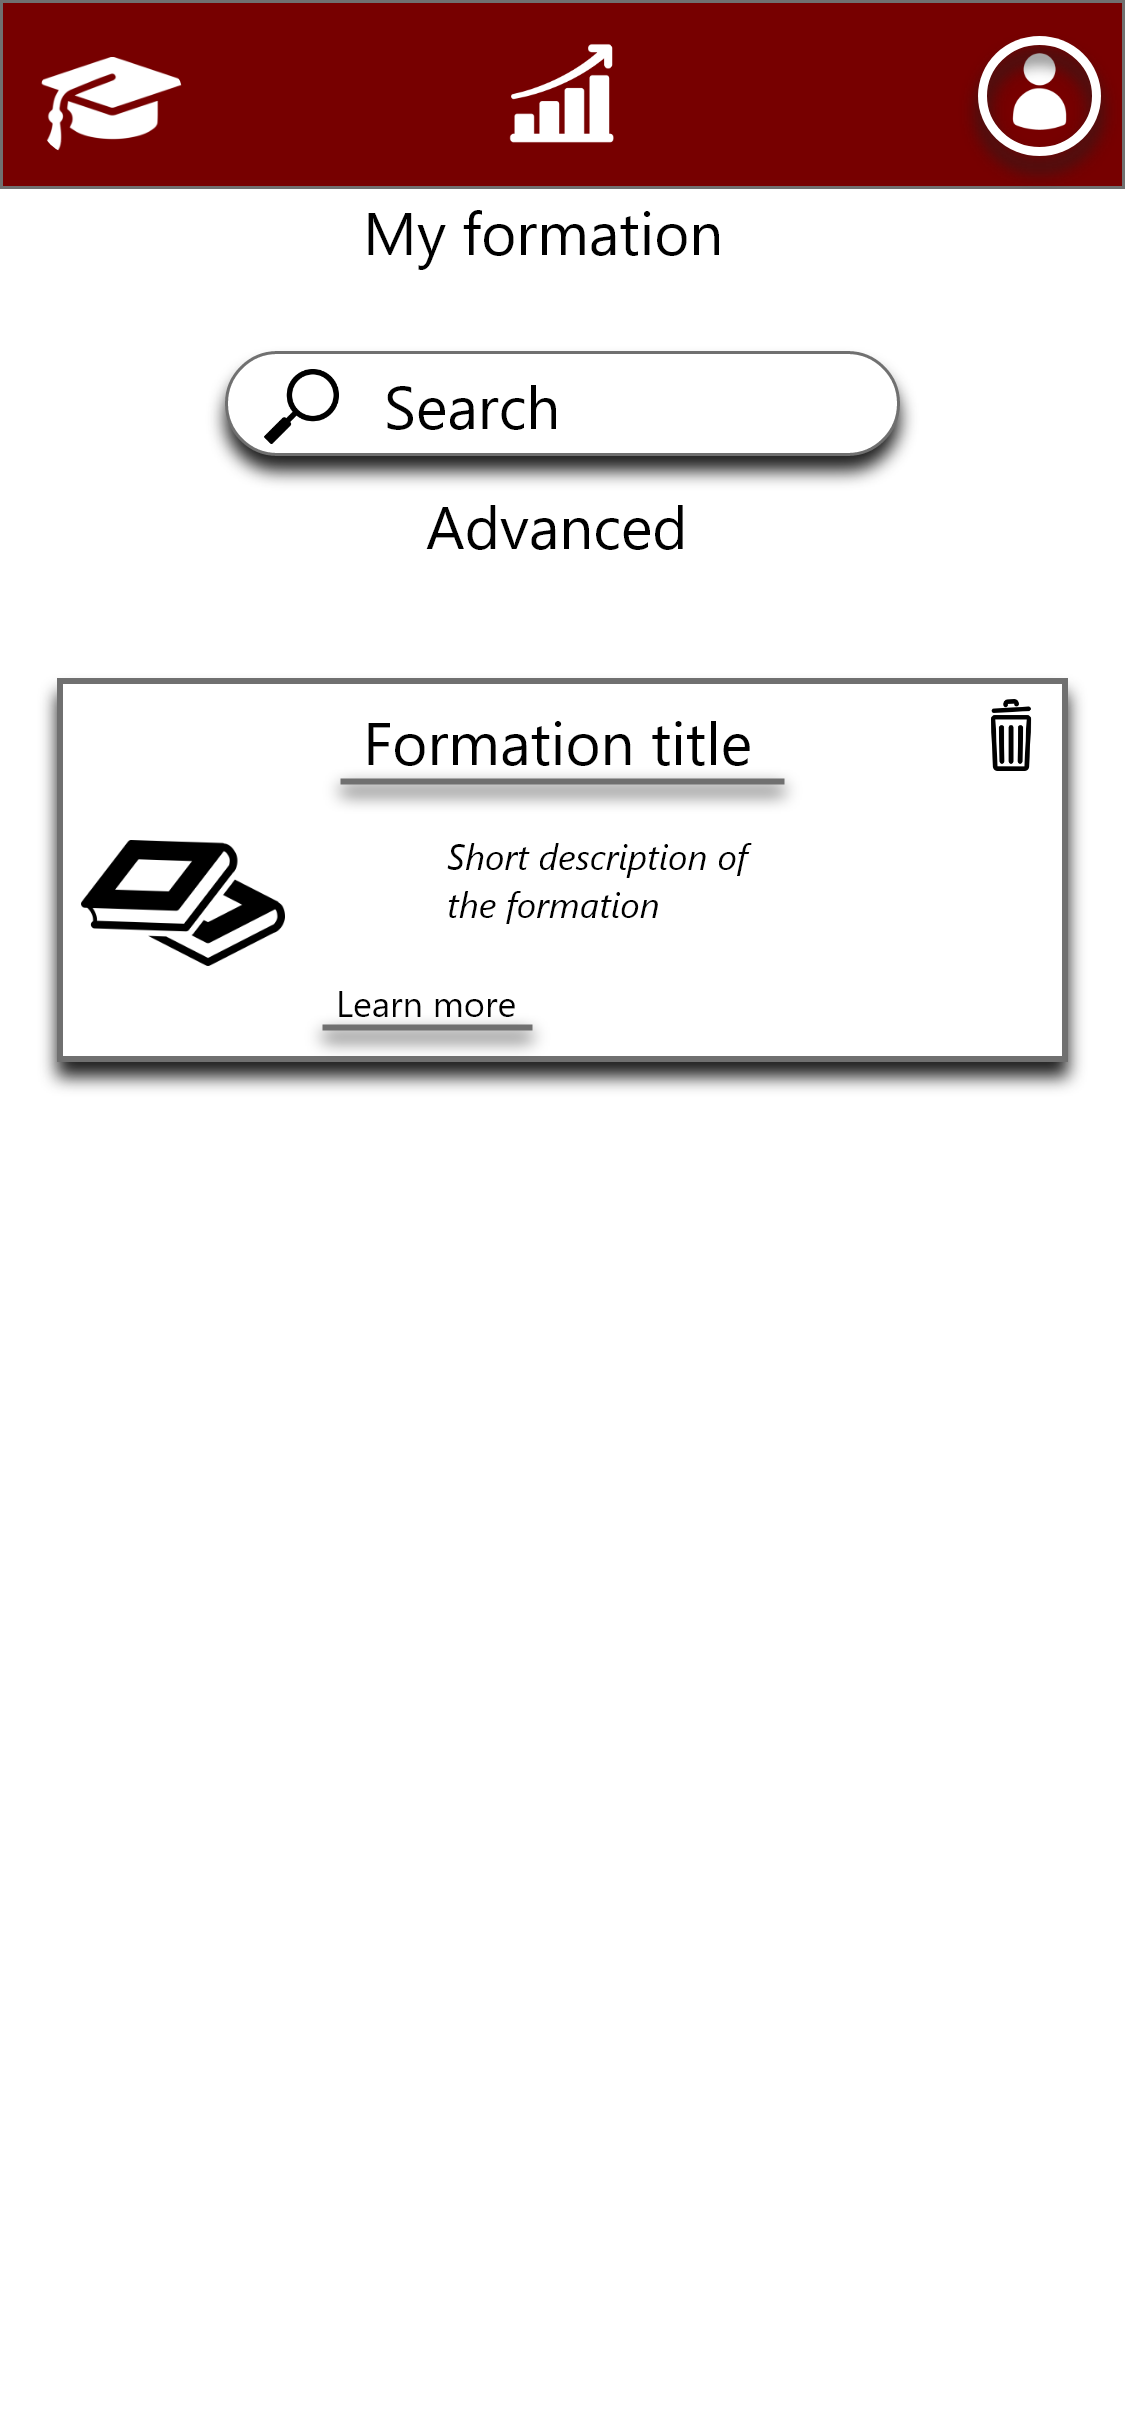 My formation
Search
Advanced
Formation title
Short description of
the formation
Learn more